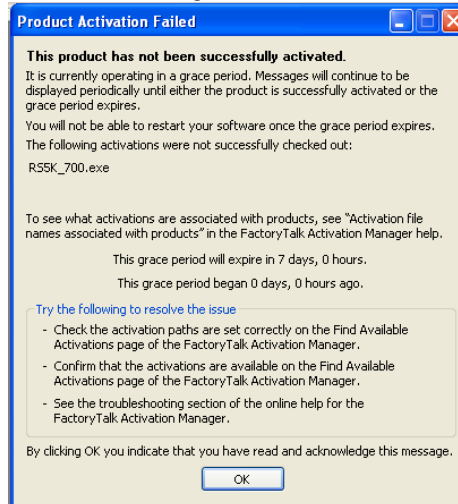 Product Activation Failed
This product has not been successfully activated.
It is currently operating in a grace period. Messages will continue to be
displayed periodically until either the product is successfully activated or the
grace period expires.
You will not be able to restart your software once the grace period expires.
The following activations were not successfully checked out:
RS5K_700.exe
To see what activations are associated with products, see "Activation file
names associated with products" in the FactoryTalk Activation Manager help.
This grace period will expire in 7 days, 0 hours.
This grace period began 0 days, 0 hours ago.
Try the following to resolve the issue
- Check the activation paths are set correctly on the Find Available
Activations page of the FactoryTalk Activation Manager.
- Confirm that the activations are available on the Find Available
Activations page of the FactoryTalk Activation Manager.
- See the troubleshooting section of the online help for the
FactoryTalk Activation Manager.
By clicking OK you indicate that you have read and acknowledge this message.
OK